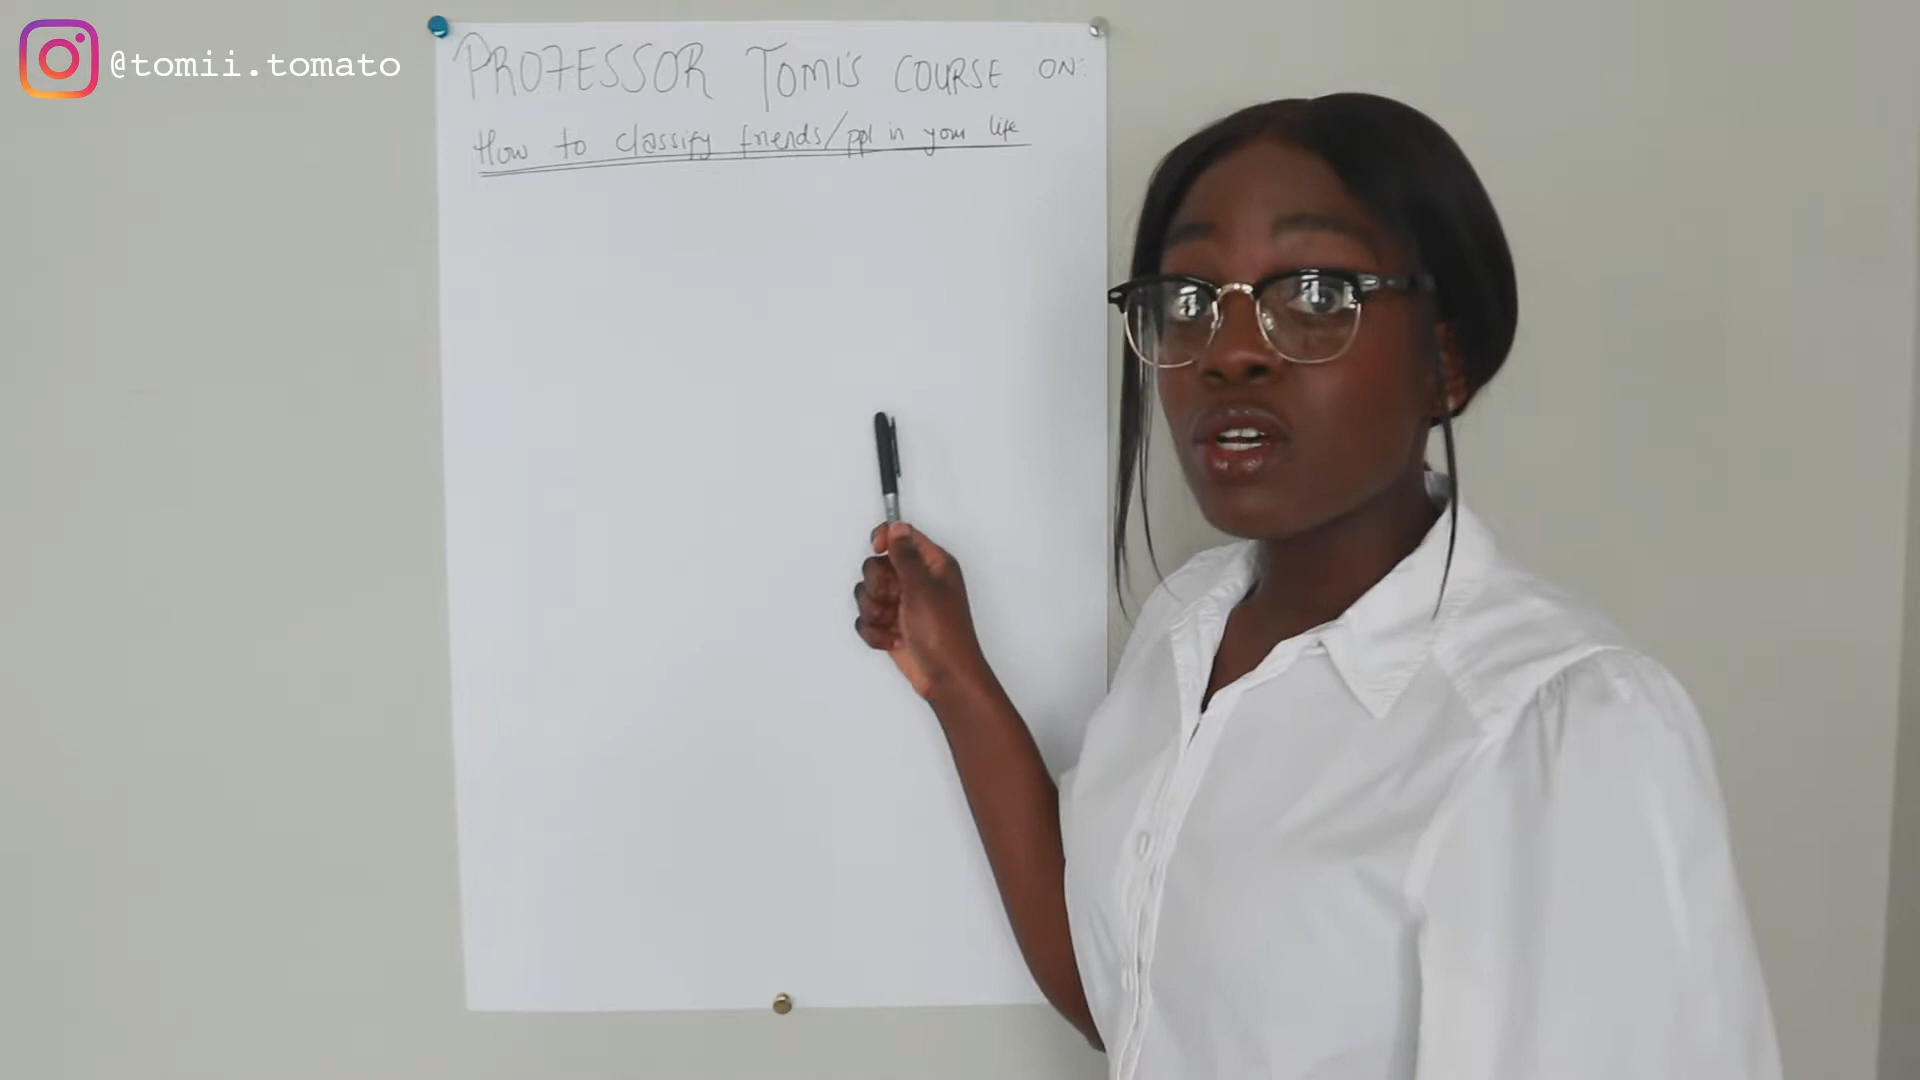 @tomii.tomato
PROFESSOR TOMI'S COURSE ON:
How to classify friends/ppl in your life